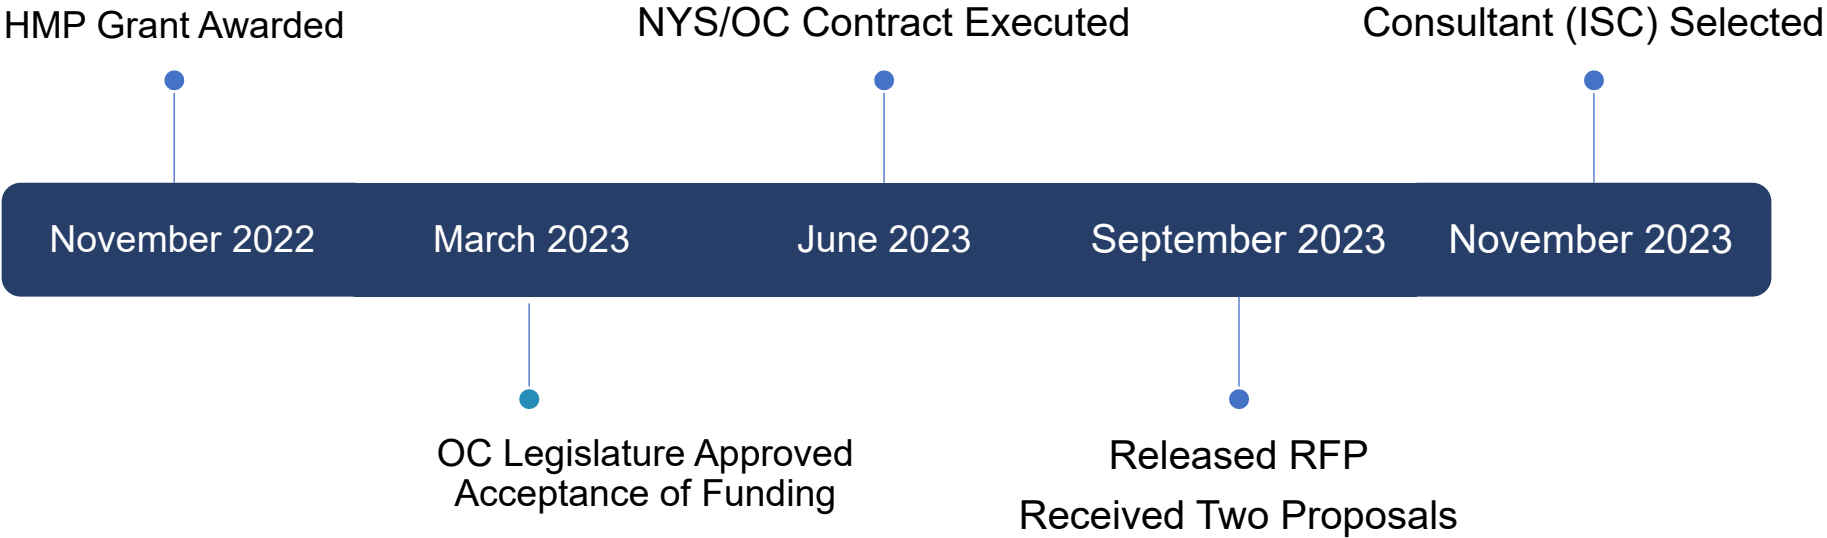 HMP Grant Awarded
NYS/OC Contract Executed
Consultant (ISC) Selected
November 2022
March 2023
June 2023
September 2023
November 2023
OC Legislature Approved
Acceptance of Funding
Released RFP
Received Two Proposals